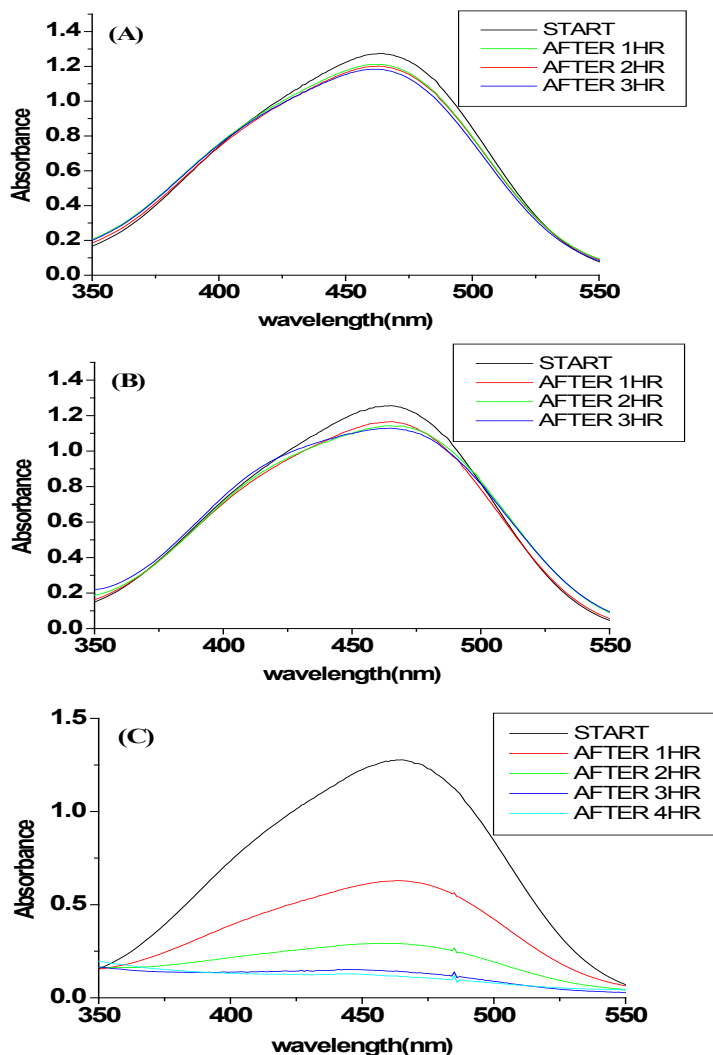 (A)
START
AFTER 1HR
AFTER 2HR
AFTER 3HR
1.4
1.2
1.0
0.8
0.6
0.4
0.2
0.0
Absorbance
350 400 450 500 550
wavelength(nm)
(B)
START
AFTER 1HR
AFTER 2HR
AFTER 3HR
1.4
1.2
1.0
0.8
0.6
0.4
0.2
0.0
Absorbance
350 400 450 500 550
wavelength(nm)
(C)
START
AFTER 1HR
AFTER 2HR
AFTER 3HR
AFTER 4HR
1.5
1.0
0.5
0.0
Absorbance
350 400 450 500 550
wavelength(nm)